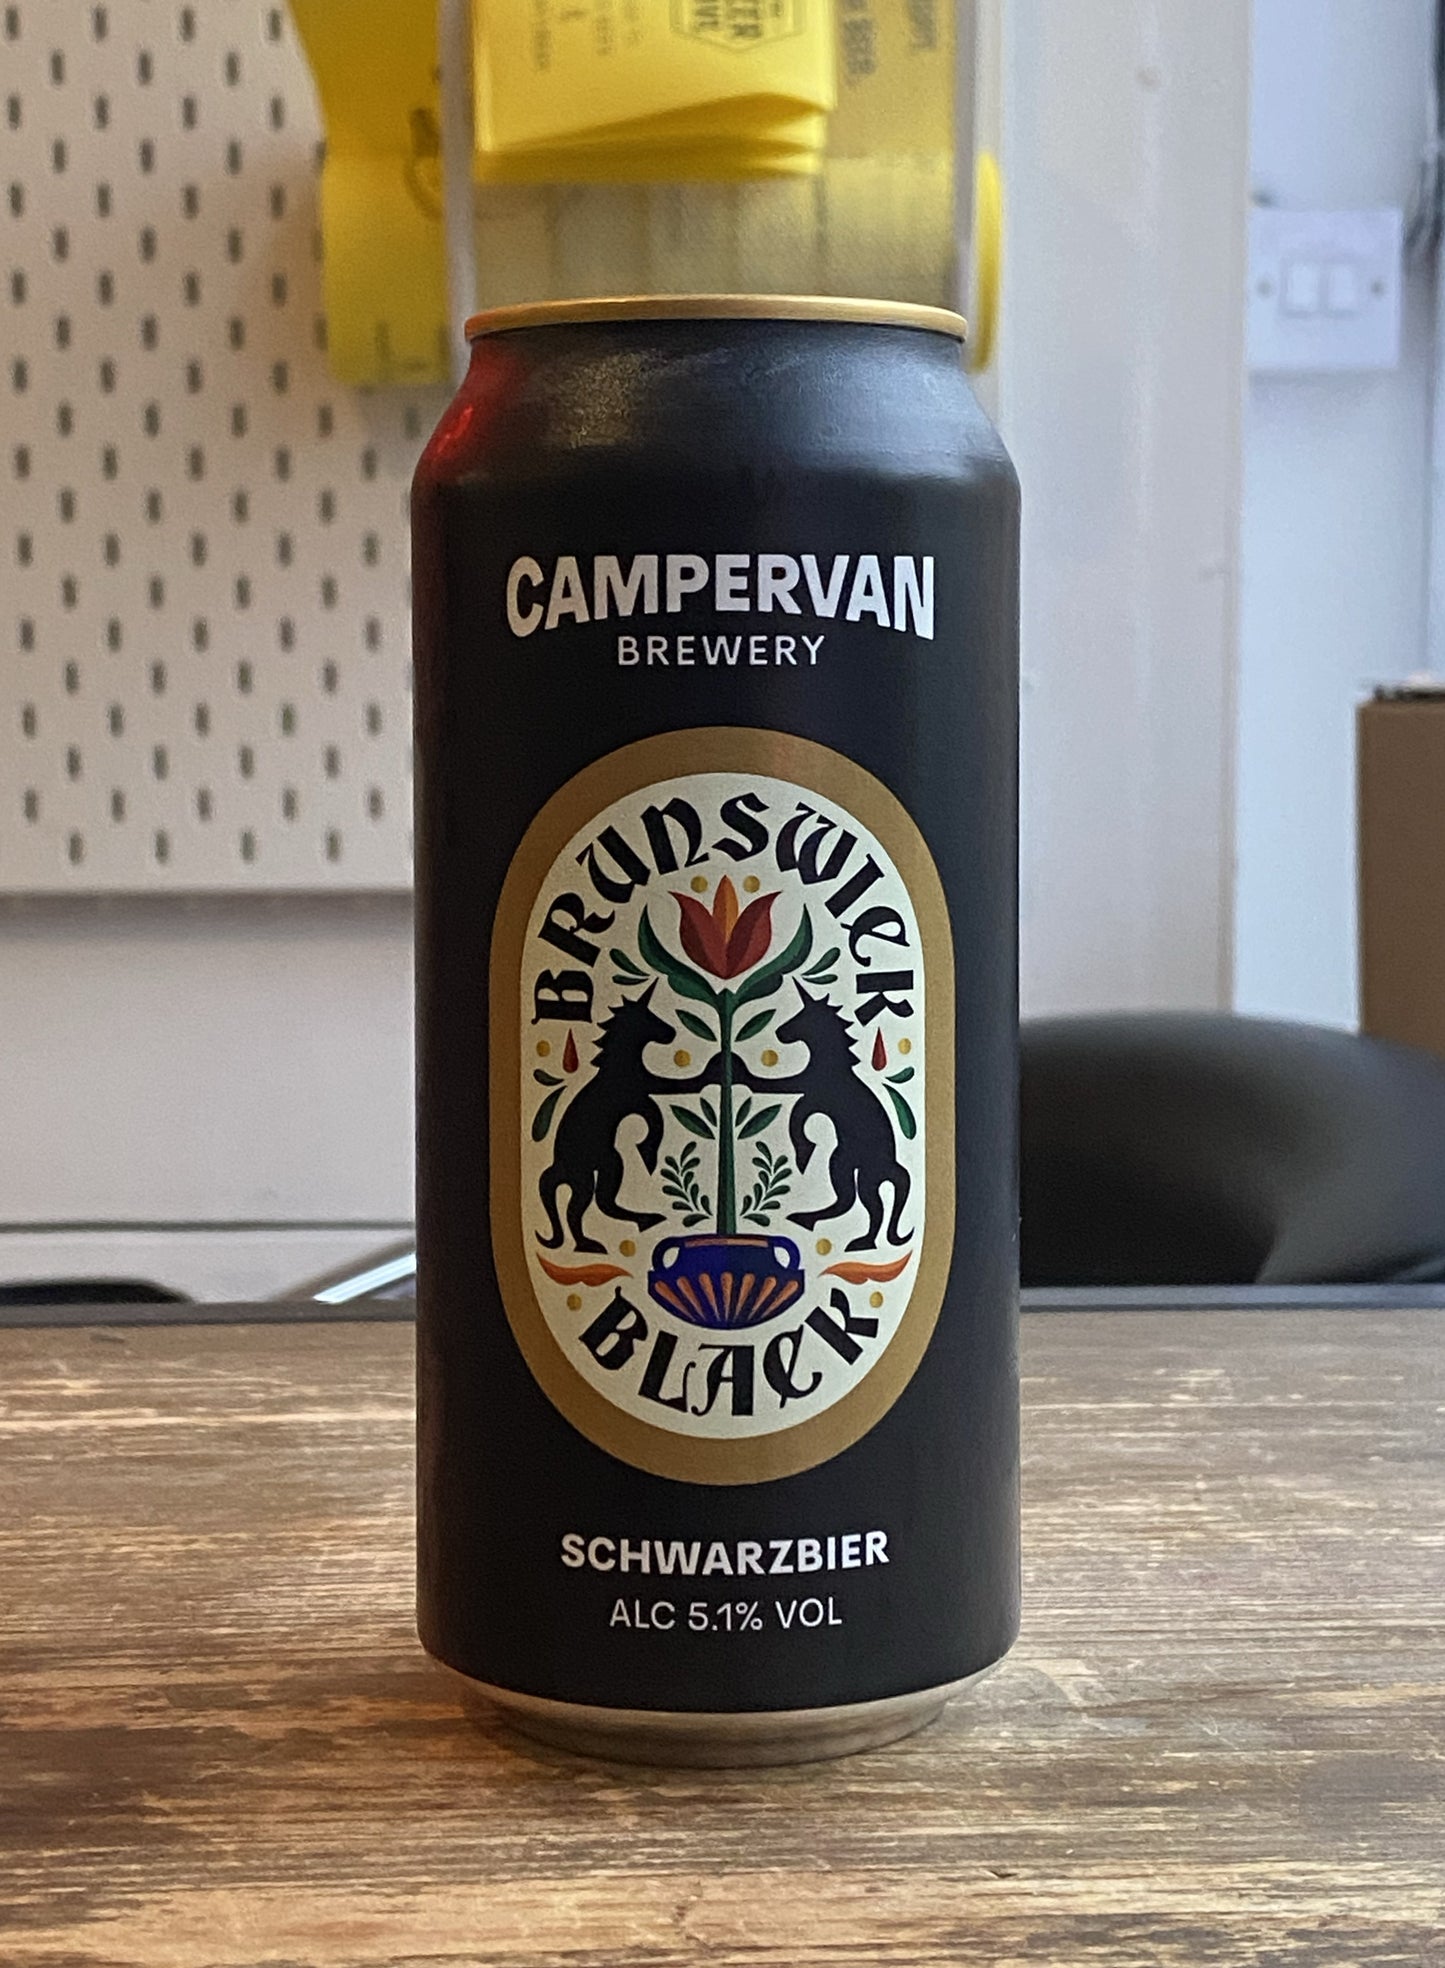 CAMPERVAN
BREWERY
BRUNSWICK
BLACK
SCHWARZBIER
ALC 5.1% VOL